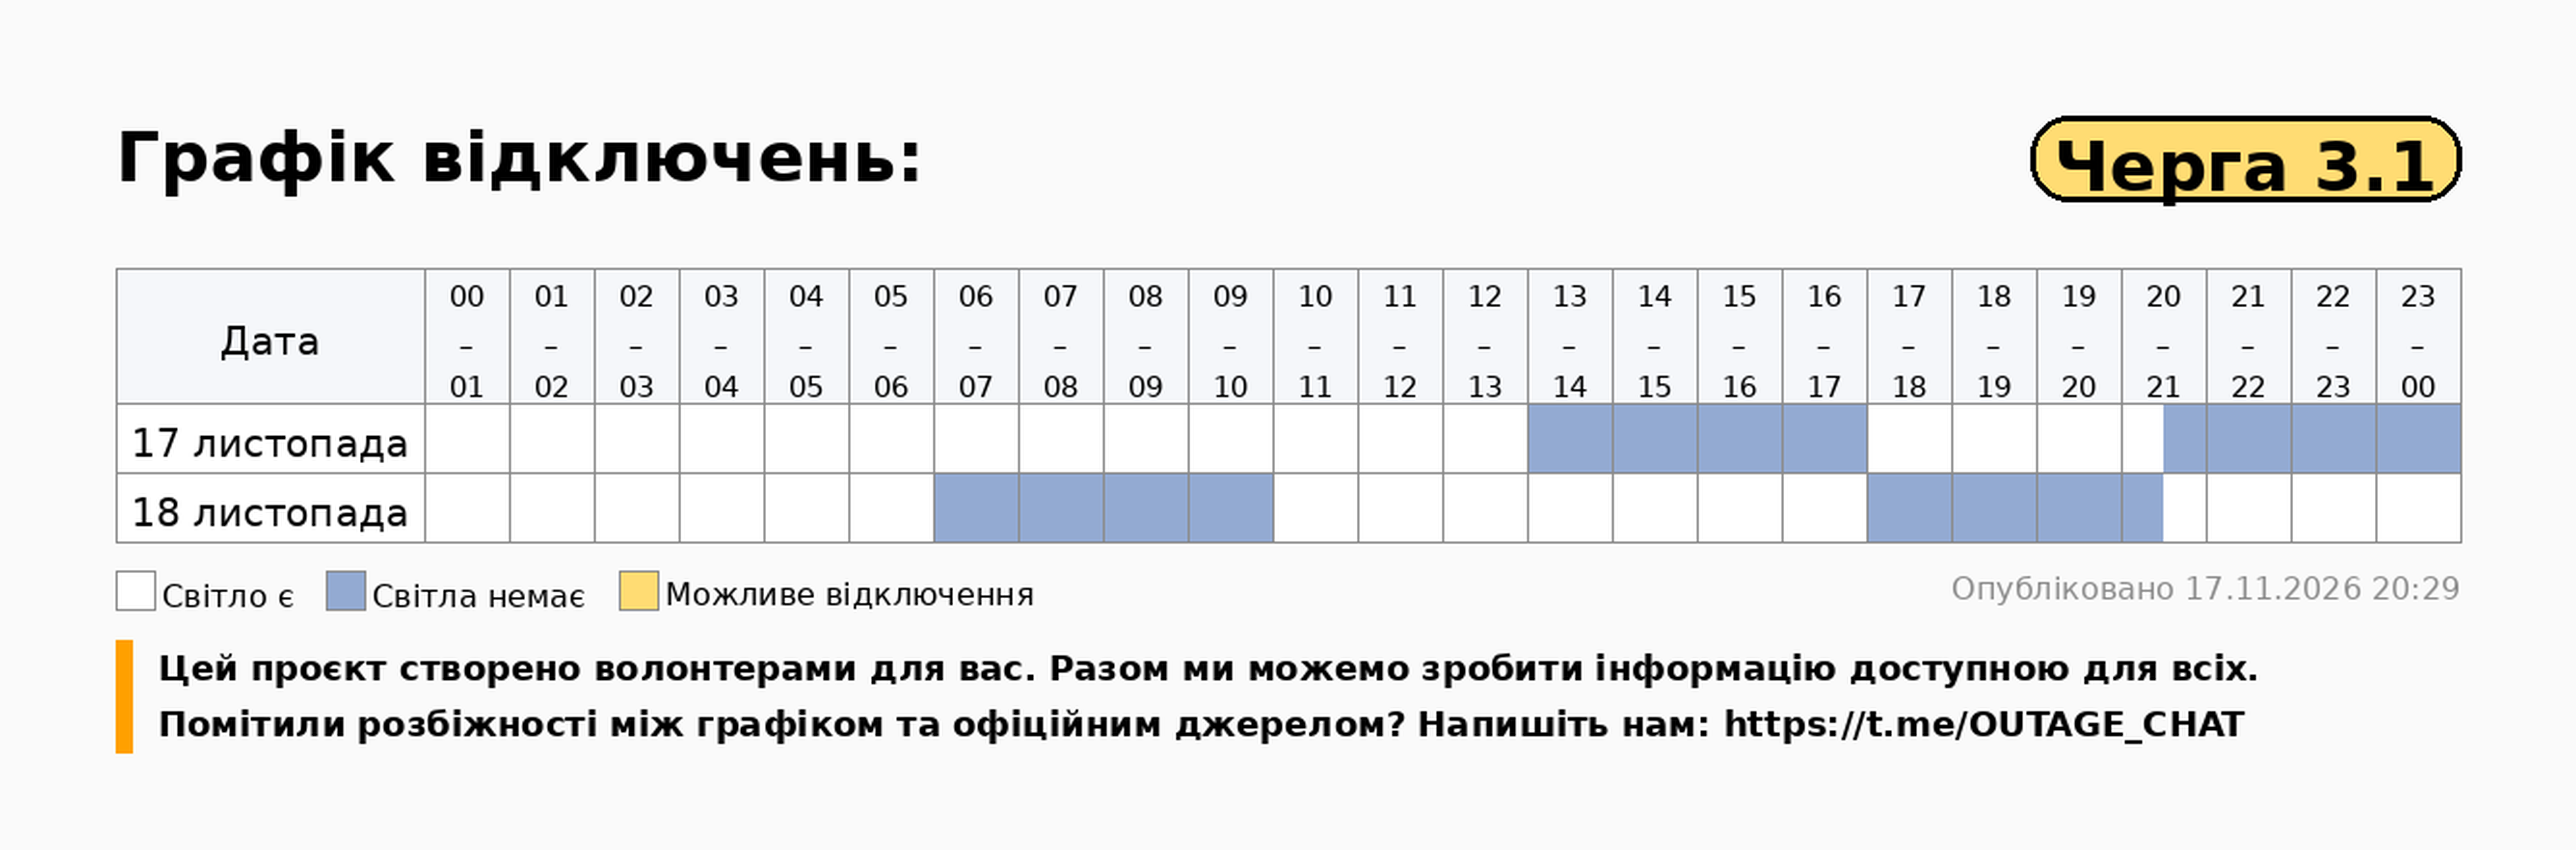 Графік відключень:
Черга 3.1
Дата 00 – 01 01 – 02 02 – 03 03 – 04 04 – 05 05 – 06 06 – 07 07 – 08 08 – 09 09 – 10 10 – 11 11 – 12 12 – 13 13 – 14 14 – 15 15 – 16 16 – 17 17 – 18 18 – 19 19 – 20 20 – 21 21 – 22 22 – 23 23 – 00
17 листопада
18 листопада
Світло є Світла немає Можливе відключення
Опубліковано 17.11.2026 20:29
Цей проєкт створено волонтерами для вас. Разом ми можемо зробити інформацію доступною для всіх.
Помітили розбіжності між графіком та офіційним джерелом? Напишіть нам: https://t.me/OUTAGE_CHAT